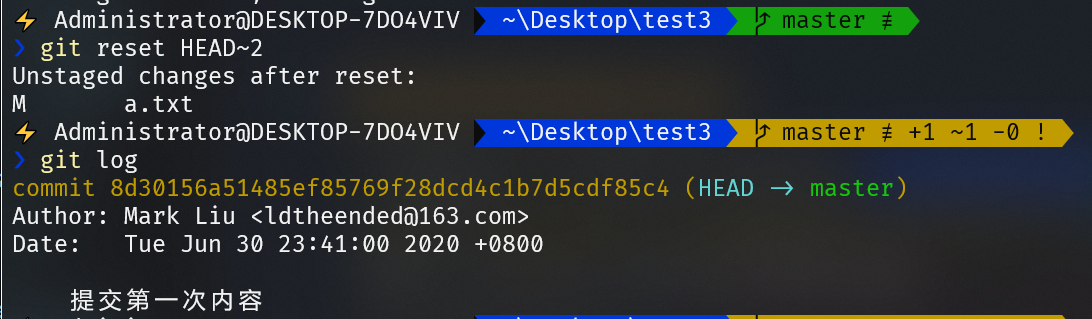 ⚡ Administrator@DESKTOP-7DO4VIV ~\Desktop\test3 master ≢
❯ git reset HEAD~2
Unstaged changes after reset:
M       a.txt
⚡ Administrator@DESKTOP-7DO4VIV ~\Desktop\test3 master ≢ +1 ~1 -0 !
❯ git log
commit 8d30156a51485ef85769f28dcd4c1b7d5cdf85c4 (HEAD -> master)
Author: Mark Liu <ldtheended@163.com>
Date:   Tue Jun 30 23:41:00 2020 +0800
提交第一次内容